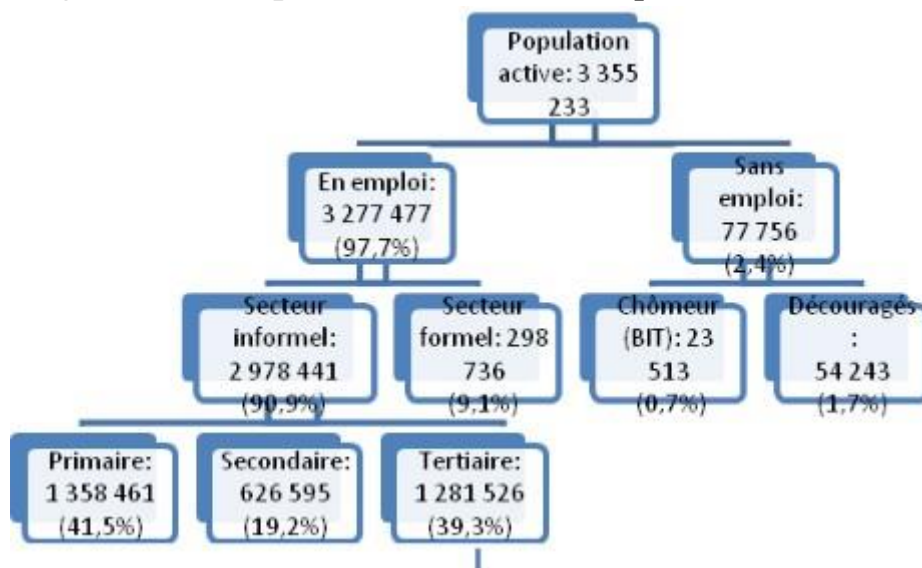 Population
active: 3 355
233
En emploi:
3 277 477
(97,7%)
Sans
emploi:
77 756
(2,4%)
Secteur
informel:
2 978 441
(90,9%)
Secteur
formel: 298
736
(9,1%)
Chômeur
(BIT): 23
513
(0,7%)
Découragés
:
54 243
(1,7%)
Primaire:
1 358 461
(41,5%)
Secondaire:
626 595
(19,2%)
Tertiaire:
1 281 526
(39,3%)